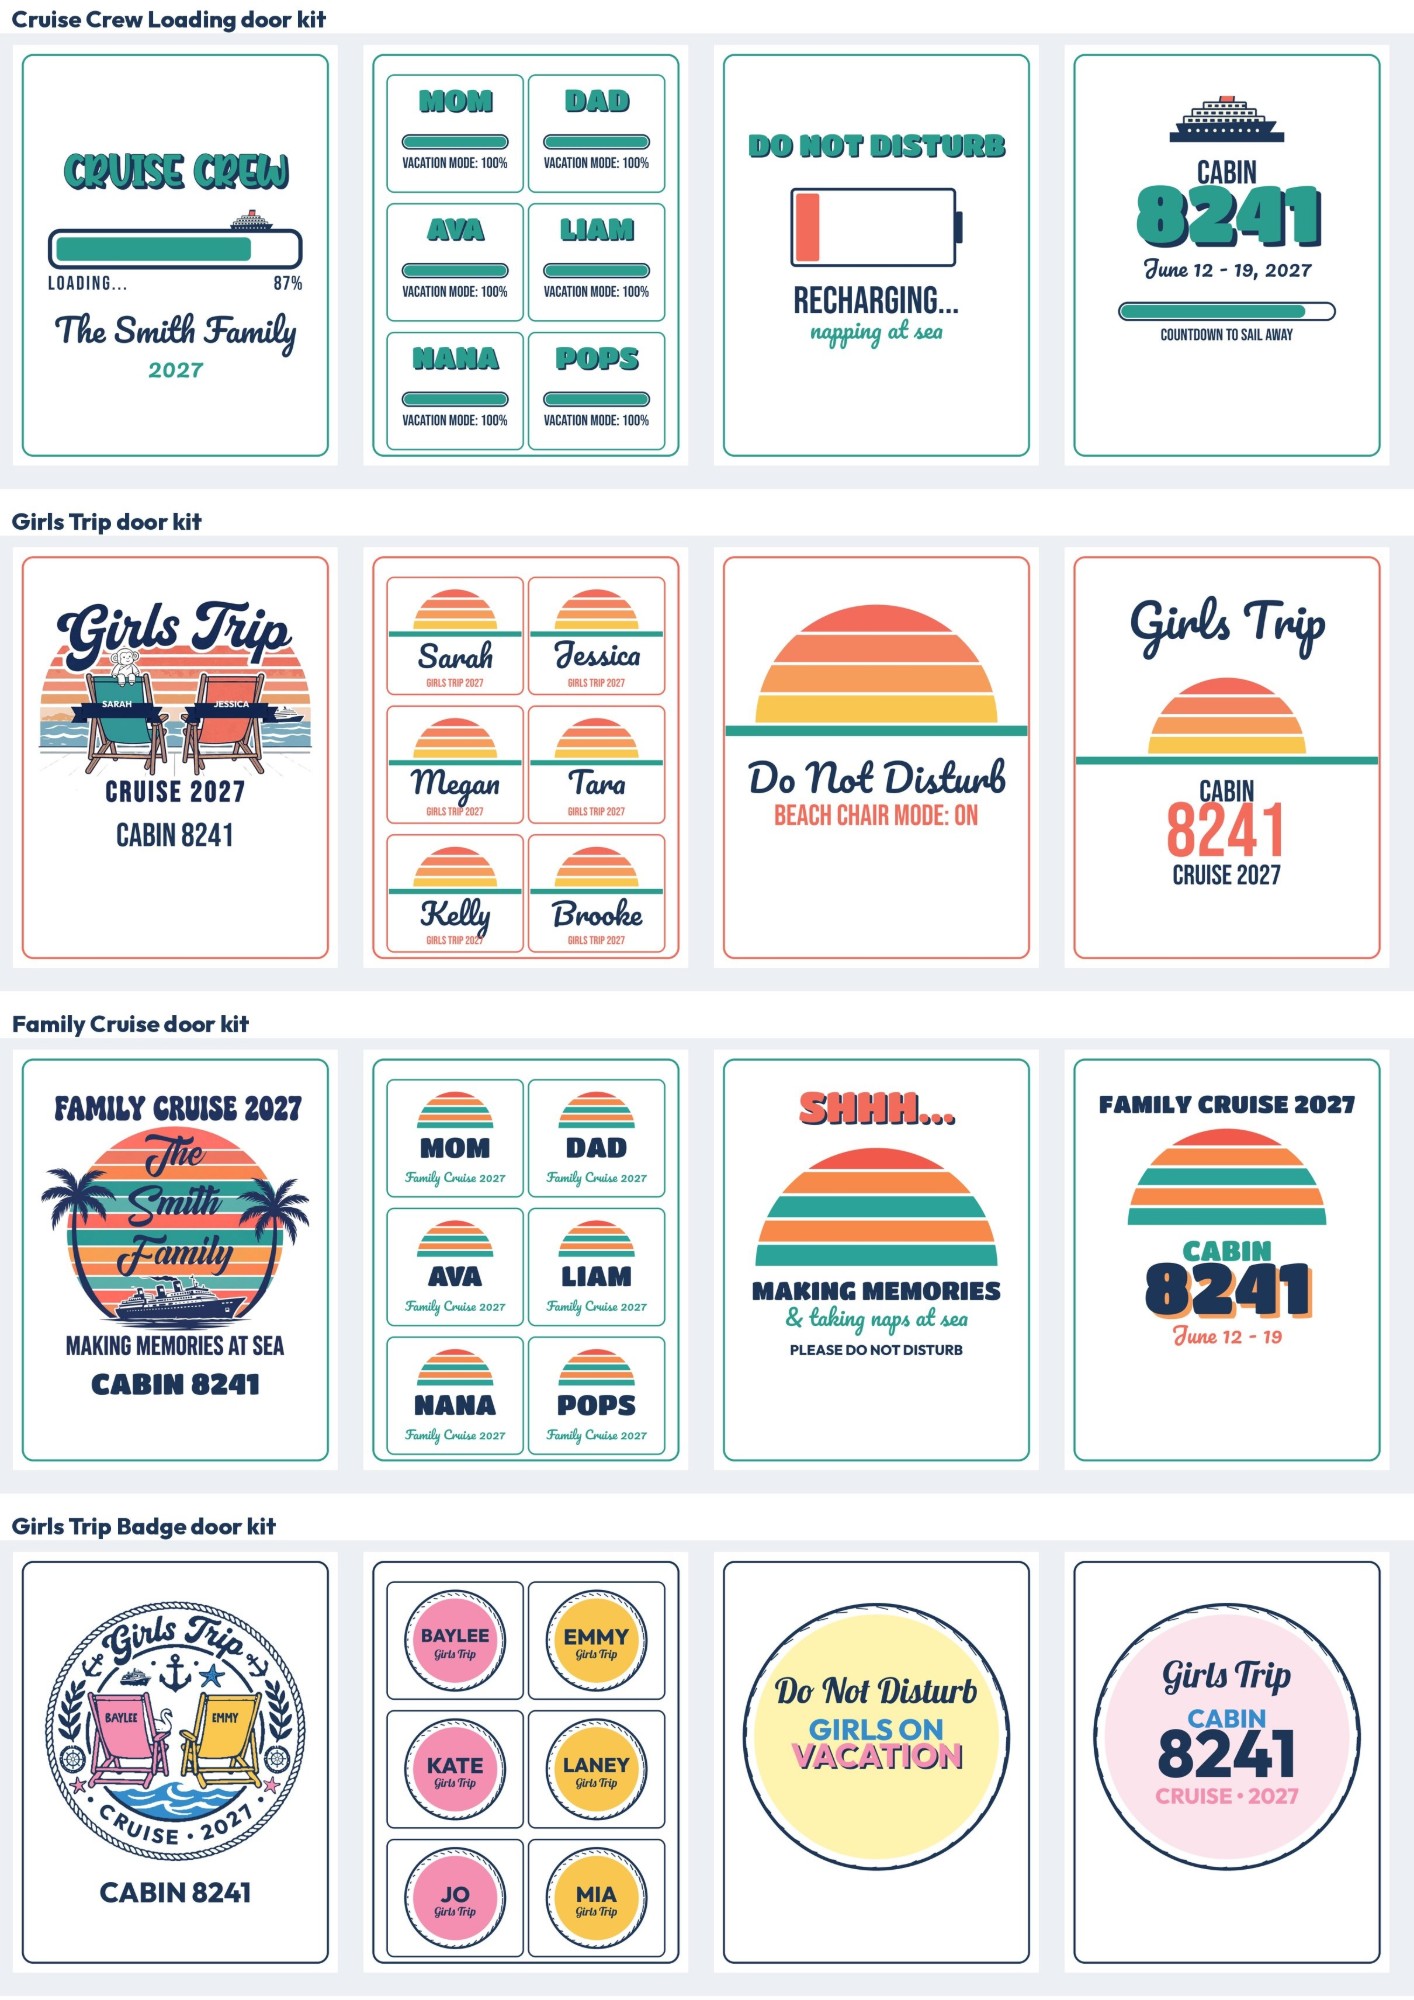 Cruise Crew Loading door kit
CRUISE CREW
LOADING... 87%
The Smith Family
2027
MOM DAD
VACATION MODE: 100% VACATION MODE: 100%
AVA LIAM
VACATION MODE: 100% VACATION MODE: 100%
NANA POPS
VACATION MODE: 100% VACATION MODE: 100%
DO NOT DISTURB
RECHARGING...
napping at sea
CABIN
8241
June 12 - 19, 2027
COUNTDOWN TO SAIL AWAY
Girls Trip door kit
Girls Trip
SARAH JESSICA
CRUISE 2027
CABIN 8241
Sarah Jessica
GIRLS TRIP 2027 GIRLS TRIP 2027
Megan Tara
GIRLS TRIP 2027 GIRLS TRIP 2027
Kelly Brooke
GIRLS TRIP 2027 GIRLS TRIP 2027
Do Not Disturb
BEACH CHAIR MODE: ON
Girls Trip
CABIN
8241
CRUISE 2027
Family Cruise door kit
FAMILY CRUISE 2027
The
Smith
Family
MAKING MEMORIES AT SEA
CABIN 8241
MOM DAD
Family Cruise 2027 Family Cruise 2027
AVA LIAM
Family Cruise 2027 Family Cruise 2027
NANA POPS
Family Cruise 2027 Family Cruise 2027
SHHH...
MAKING MEMORIES
& taking naps at sea
PLEASE DO NOT DISTURB
FAMILY CRUISE 2027
CABIN
8241
June 12 - 19
Girls Trip Badge door kit
Girls Trip
BAYLEE EMMY
CRUISE • 2027
CABIN 8241
BAYLEE EMMY
Girls Trip Girls Trip
KATE LANEY
Girls Trip Girls Trip
JO MIA
Girls Trip Girls Trip
Do Not Disturb
GIRLS ON
VACATION
Girls Trip
CABIN
8241
CRUISE • 2027